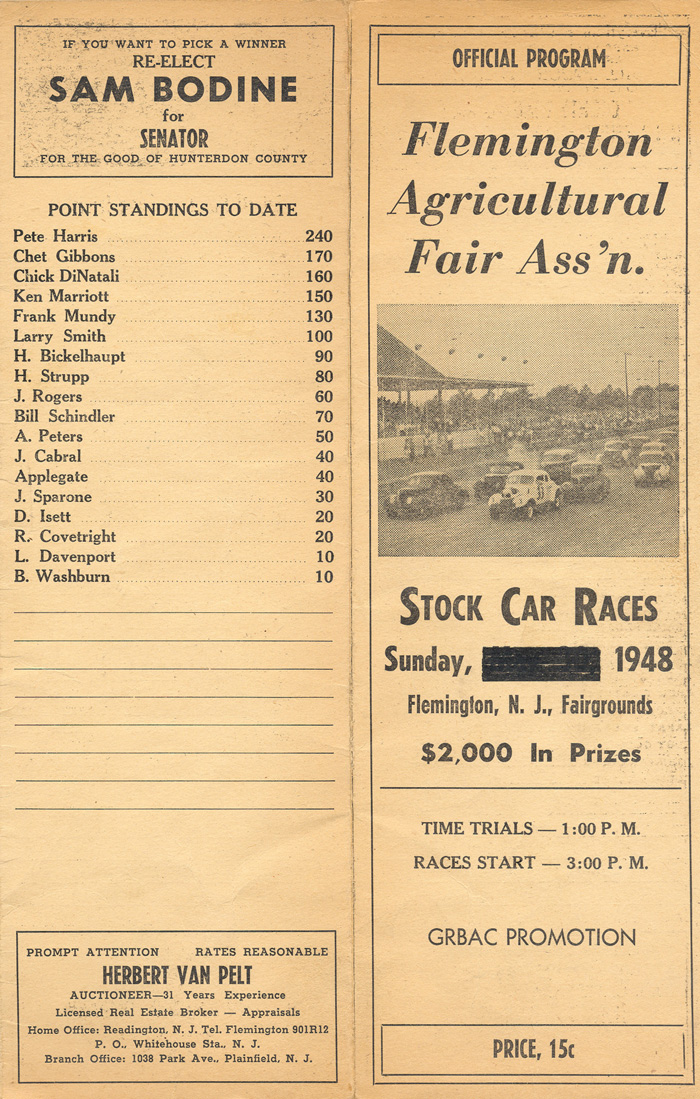 IF YOU WANT TO PICK A WINNER
RE-ELECT
SAM BODINE
for
SENATOR
FOR THE GOOD OF HUNTERDON COUNTY
POINT STANDINGS TO DATE
Pete Harris 240
Chet Gibbons 170
Chick DiNatali 160
Ken Marriott 150
Frank Mundy 130
Larry Smith 100
H. Bickelhaupt 90
H. Strupp 80
J. Rogers 60
Bill Schindler 70
A. Peters 50
J. Cabral 40
Applegate 40
J. Sparone 30
D. Isett 20
R. Covetright 20
L. Davenport 10
B. Washburn 10
PROMPT ATTENTION RATES REASONABLE
HERBERT VAN PELT
AUCTIONEER—31 Years Experience
Licensed Real Estate Broker — Appraisals
Home Office: Readington, N. J. Tel. Flemington 901R12
P. O., Whitehouse Sta., N. J.
Branch Office: 1038 Park Ave., Plainfield, N. J.
OFFICIAL PROGRAM
Flemington
Agricultural
Fair Ass'n.
STOCK CAR RACES
Sunday, 1948
Flemington, N. J., Fairgrounds
$2,000 In Prizes
TIME TRIALS — 1:00 P. M.
RACES START — 3:00 P. M.
GRBAC PROMOTION
PRICE, 15c